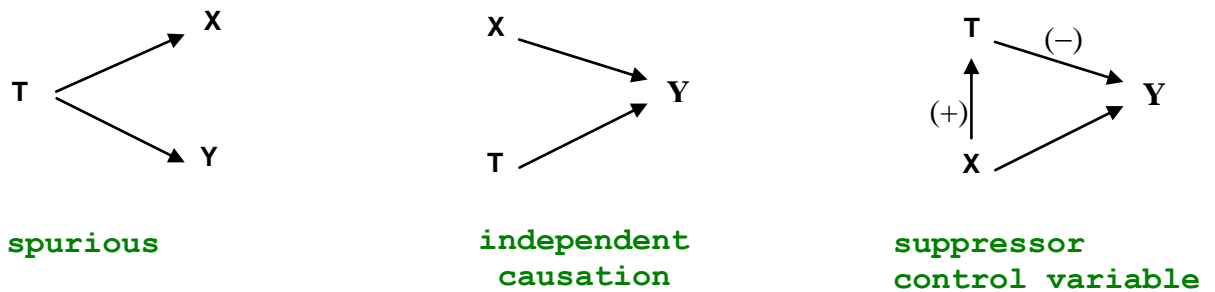 X
T
Y
spurious
X
Y
T
independent
causation
T
(−)
Y
(+)
X
suppressor
control variable